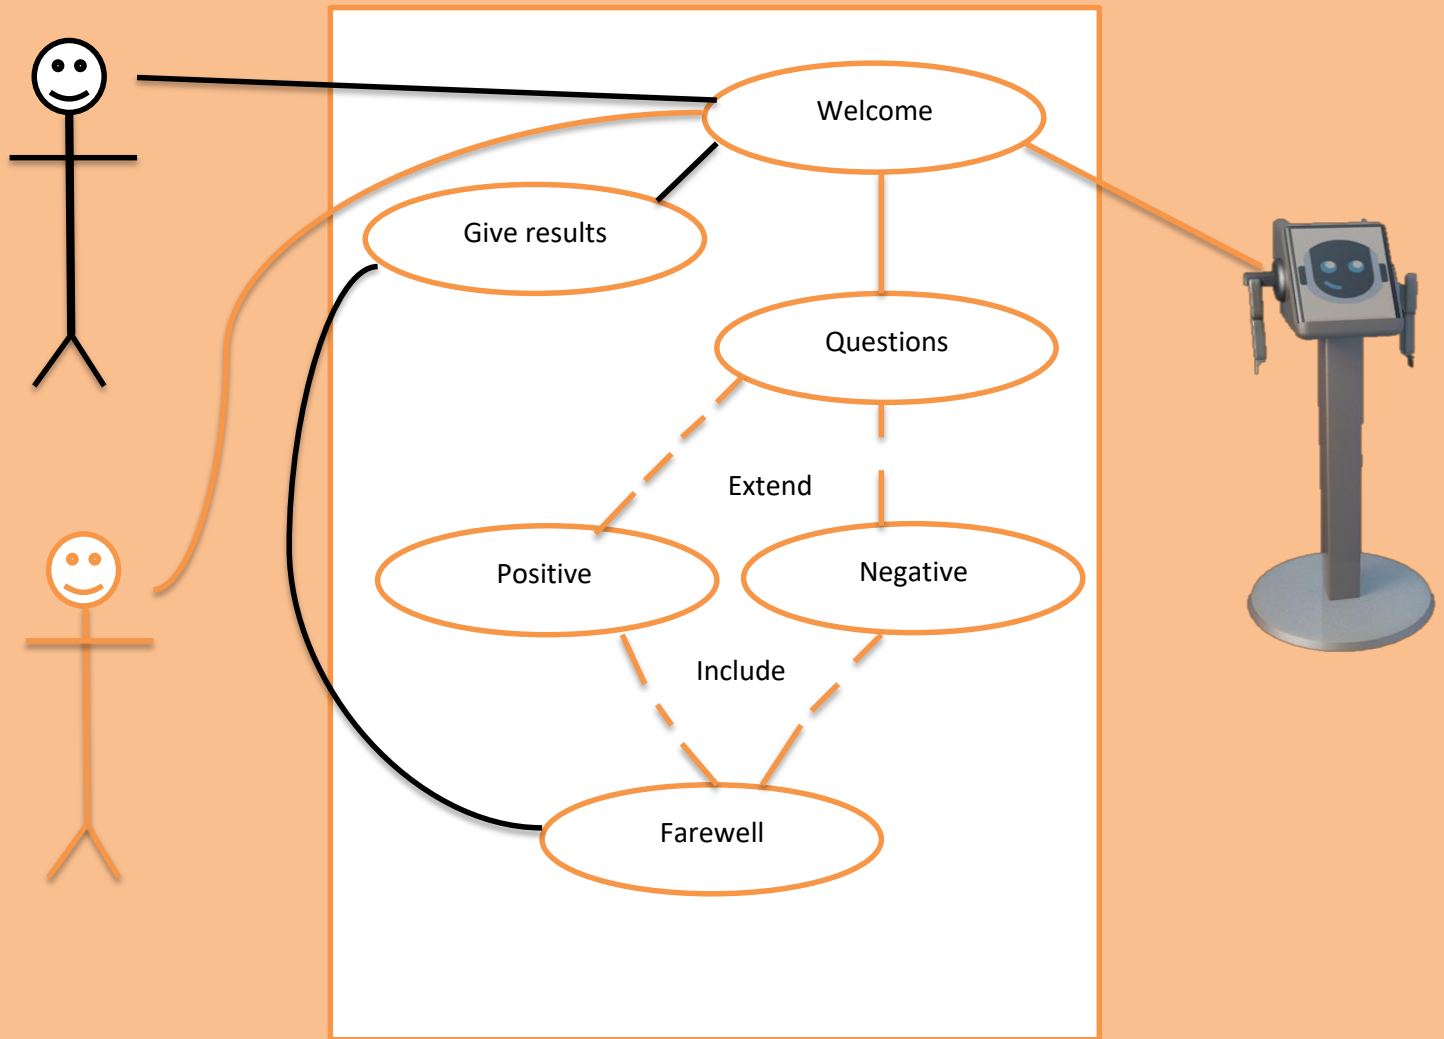 Welcome
Give results
Questions
Extend
Positive
Negative
Include
Farewell